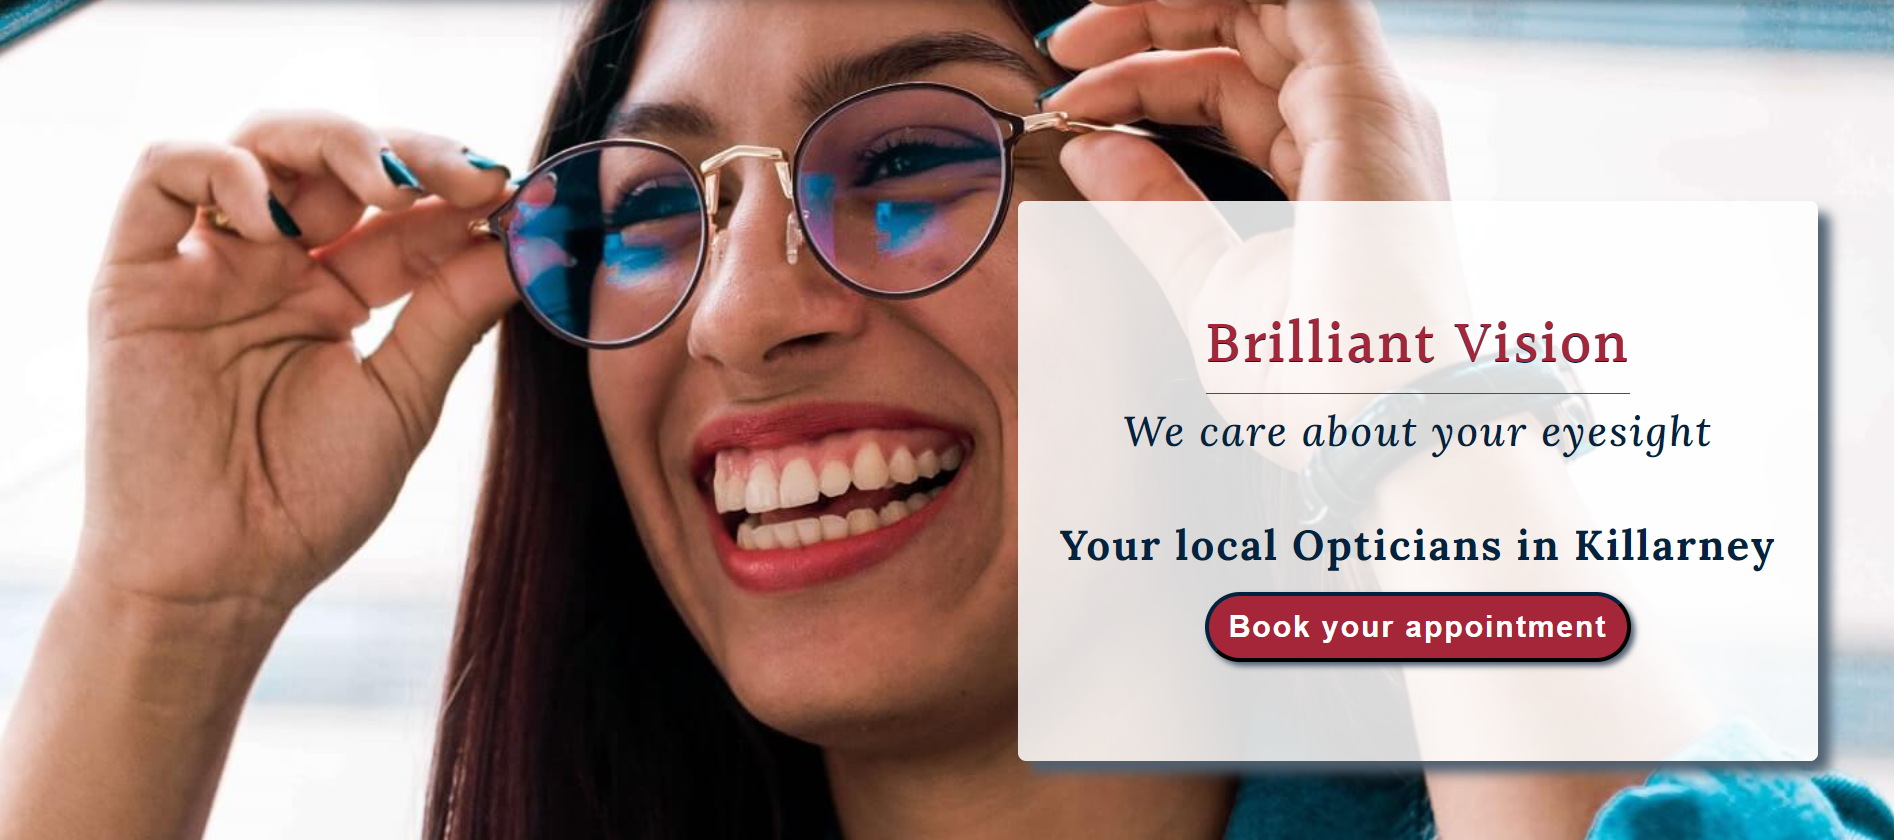 Brilliant Vision
We care about your eyesight
Your local Opticians in Killarney
Book your appointment